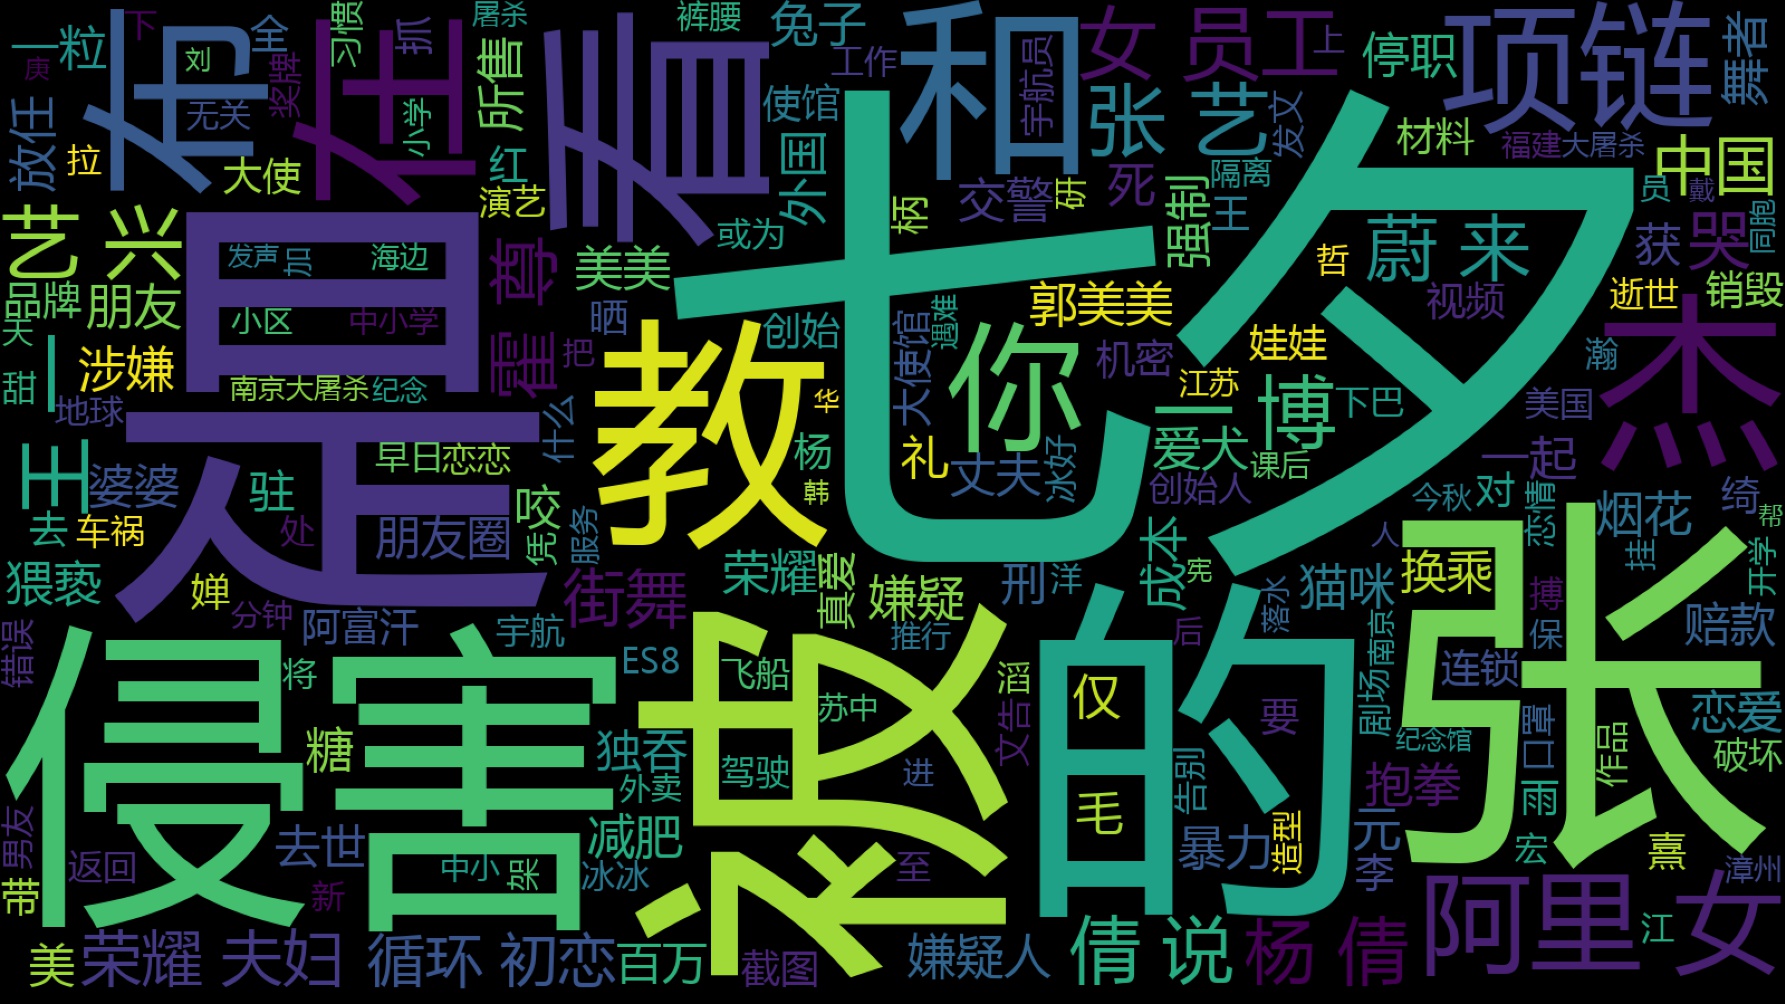 下
一粒
布
全
习惯
抓
屠杀
裤腰
兔子
和
女 员工
上
项链
舞者
庚
刘
奖牌
在
看
工作
宇航员
停职
放任
无关
小学
所售
使馆
张 艺
发文
材料
福建
大屠杀
中国
拉
大使
红
外国
七夕
隔离
员
戴
同胞
演艺
交警
研
死
强制
王
艺 兴
是
尊
或为
柄
哲
蔚 来
获
哭
发声
加
海边
美美
品牌
朋友
晒
郭美美
视频
逝世
销毁
天
小区
中小学
霍
把
创始
遇难
你
机密
娃娃
瀚
杰
涉嫌
甜
南京大屠杀
纪念
教
大使馆
江苏
博
下巴
美国
地球
华
什么
杨
礼
爱犬
课后
一起
王
婆婆
驻
早日
恋恋
韩
丈夫
冰好
创始人
今秋
对
恋情
烟花
绮
帮
去
车祸
处
朋友圈
咬
凭
服务
成本
人
张
挂
开学
猥亵
婵
分钟
阿富汗
街舞
荣耀
真爱
嫌疑
刑
洋
宪
猫咪
换乘
搏
保
赔款
错误
侵害
宇航
ES8
被
推行
的
后
落水
剧场
南京
连锁
将
飞船
苏中
滔
仅
要
恋爱
糖
独吞
文告
纪念馆
口罩
作品
破坏
驾驶
进
外卖
告别
抱拳
雨
男友
去世
减肥
毛
暴力
造型
元
宏
熹
漳州
返回
中小
架
冰冰
至
李
带
新
阿里 女
江
美
荣耀 夫妇
循环 初恋
百万
截图
嫌疑人
倩 说
杨 倩